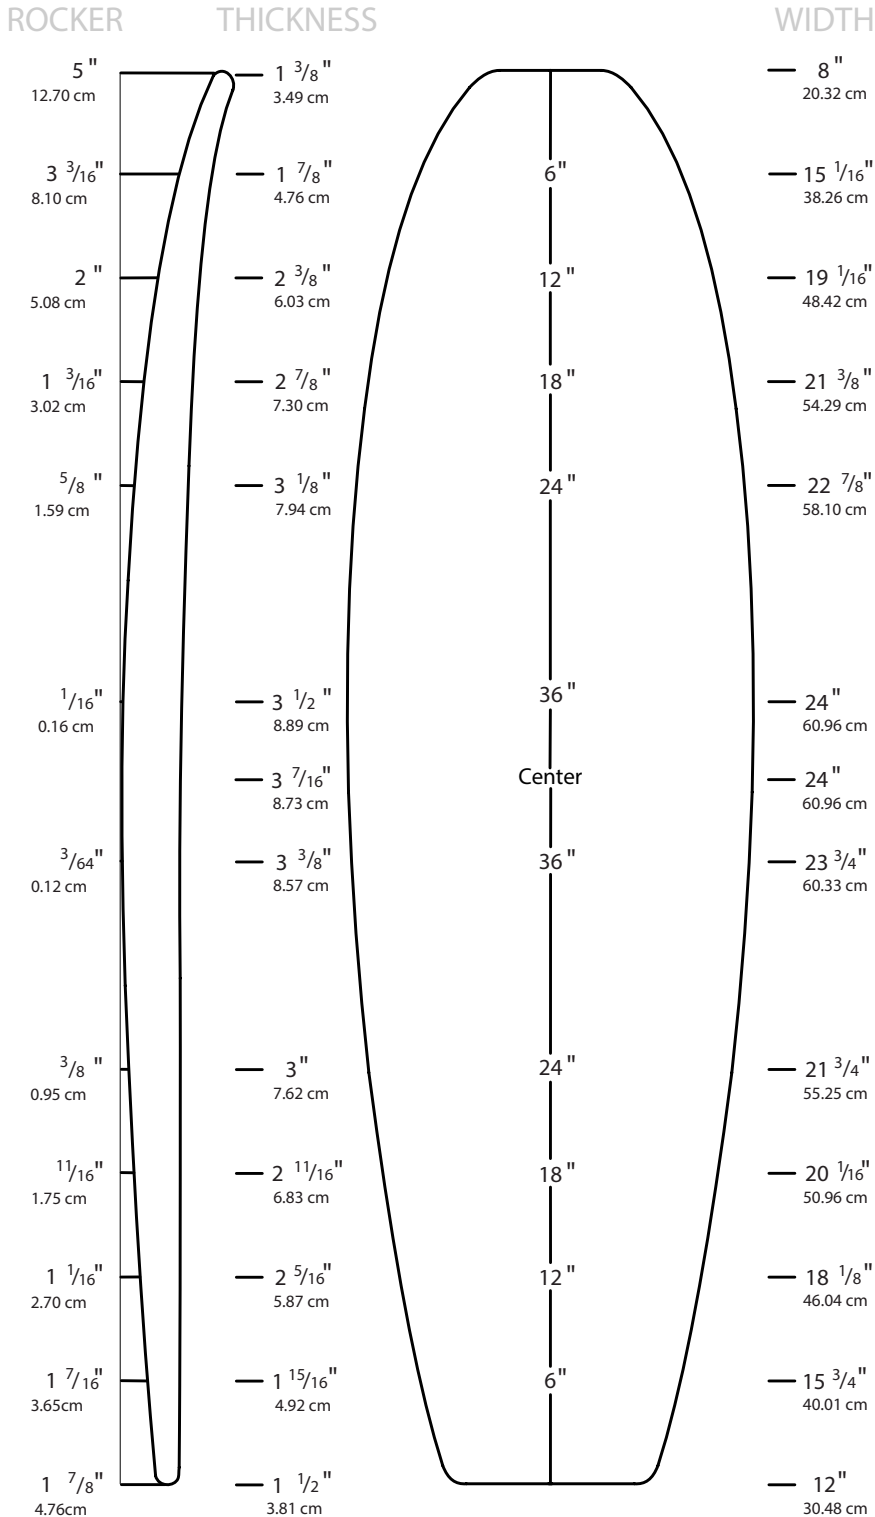 ROCKER THICKNESS WIDTH
5 " 1 3/8 " 8 "
12.70 cm 3.49 cm 20.32 cm
3 3/16" 1 7/8 " 6" 15 1/16"
8.10 cm 4.76 cm 38.26 cm
2 " 2 3/8 " 12 " 19 1/16"
5.08 cm 6.03 cm 48.42 cm
1 3/16" 2 7/8 " 18 " 21 3/8 "
3.02 cm 7.30 cm 54.29 cm
5/8 " 3 1/8 " 24 " 22 7/8"
1.59 cm 7.94 cm 58.10 cm
1/16" 3 1/2 " 36 " 24 "
0.16 cm 8.89 cm 60.96 cm
3 7/16" Center 24 "
8.73 cm 60.96 cm
3/64" 3 3/8" 36 " 23 3/4"
0.12 cm 8.57 cm 60.33 cm
3/8 " 3" 24 " 21 3/4"
0.95 cm 7.62 cm 55.25 cm
11/16" 2 11/16" 18 " 20 1/16"
1.75 cm 6.83 cm 50.96 cm
1 1/16" 2 5/16" 12 " 18 1/8 "
2.70 cm 5.87 cm 46.04 cm
1 7/16" 1 15/16" 6" 15 3/4"
3.65cm 4.92 cm 40.01 cm
1 7/8" 1 1/2 " 12"
4.76cm 3.81 cm 30.48 cm